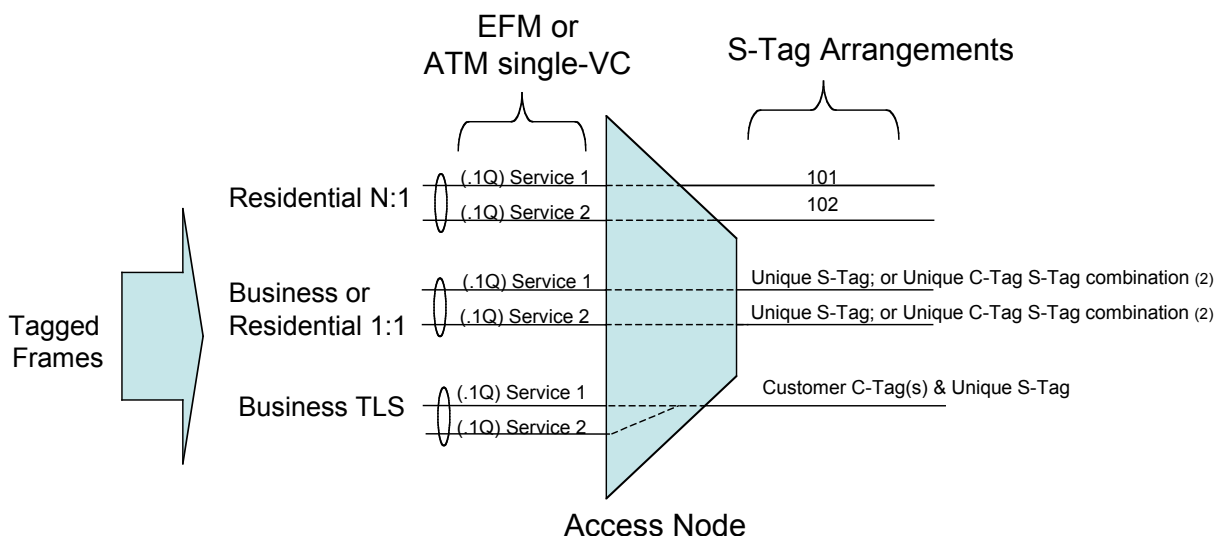 EFM or
ATM single-VC
S-Tag Arrangements
Tagged
Frames
Residential N:1
(.1Q) Service 1
101
(.1Q) Service 2
102
Business or
Residential 1:1
(.1Q) Service 1
Unique S-Tag; or Unique C-Tag S-Tag combination (2)
(.1Q) Service 2
Unique S-Tag; or Unique C-Tag S-Tag combination (2)
Business TLS
(.1Q) Service 1
Customer C-Tag(s) & Unique S-Tag
(.1Q) Service 2
Access Node